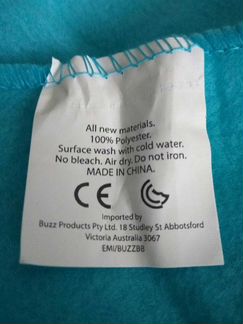 All new materials.
100% Polyester.
Surface wash with cold water.
No bleach. Air dry. Do not iron.
MADE IN CHINA.
CE
Imported by
Buzz Products Pty Ltd. 18 Studley St Abbotsford
Victoria Australia 3067
EMI/BUZZBB